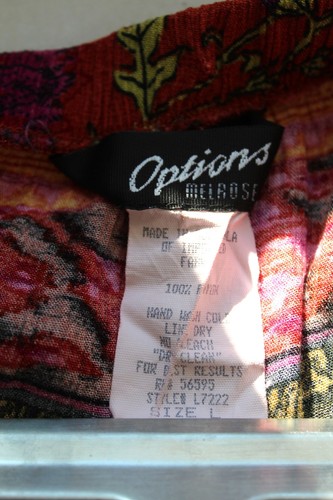 Options
MELROSE
MADE IN
OF
100%
HAND WASH COLD
LINE DRY
NO BLEACH
"DRY CLEAN"
FOR BEST RESULTS
RN# 56595
STYLE# L7222
SIZE L